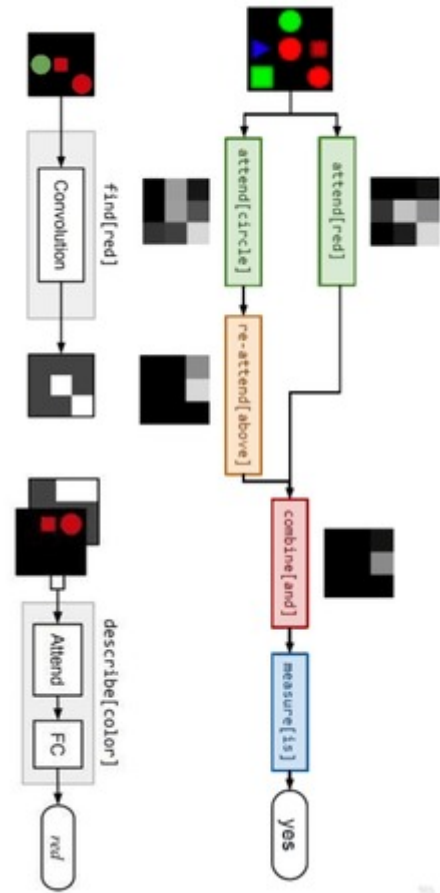 attend[red]
combine[and]
measure[is]
yes
attend[circle]
re-attend[above]
find[red]
describe[color]
Convolution
Attend
FC
red